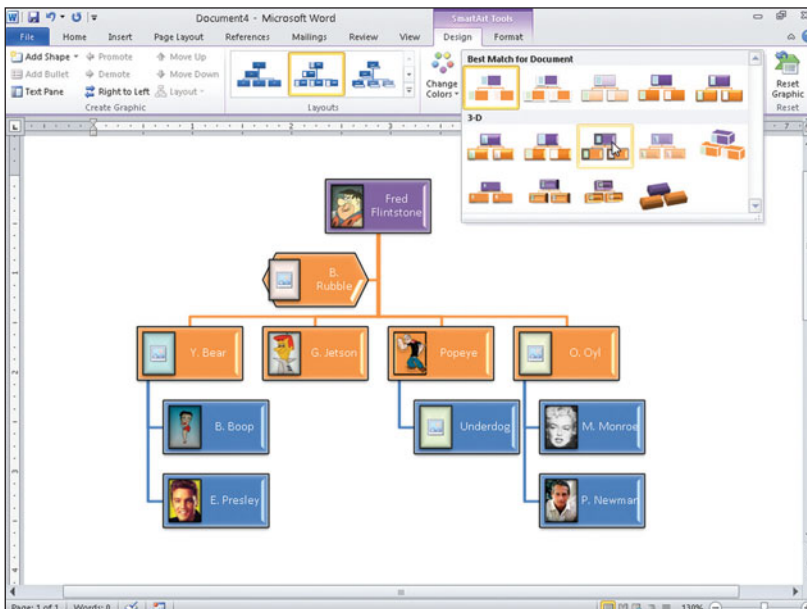 Document4 - Microsoft Word
SmartArt Tools
File Home Insert Page Layout References Mailings Review View Design Format
Add Shape Promote Move Up
Add Bullet Demote Move Down
Text Pane Right to Left Layout
Create Graphic
Layouts
Change
Colors
Best Match for Document
3-D
Reset
Graphic
Reset
Fred
Flintstone
B.
Rubble
Y. Bear
G. Jetson
Popeye
O. Oyl
B. Boop
Underdog
M. Monroe
E. Presley
P. Newman
Page: 1 of 1 Words: 0 130%